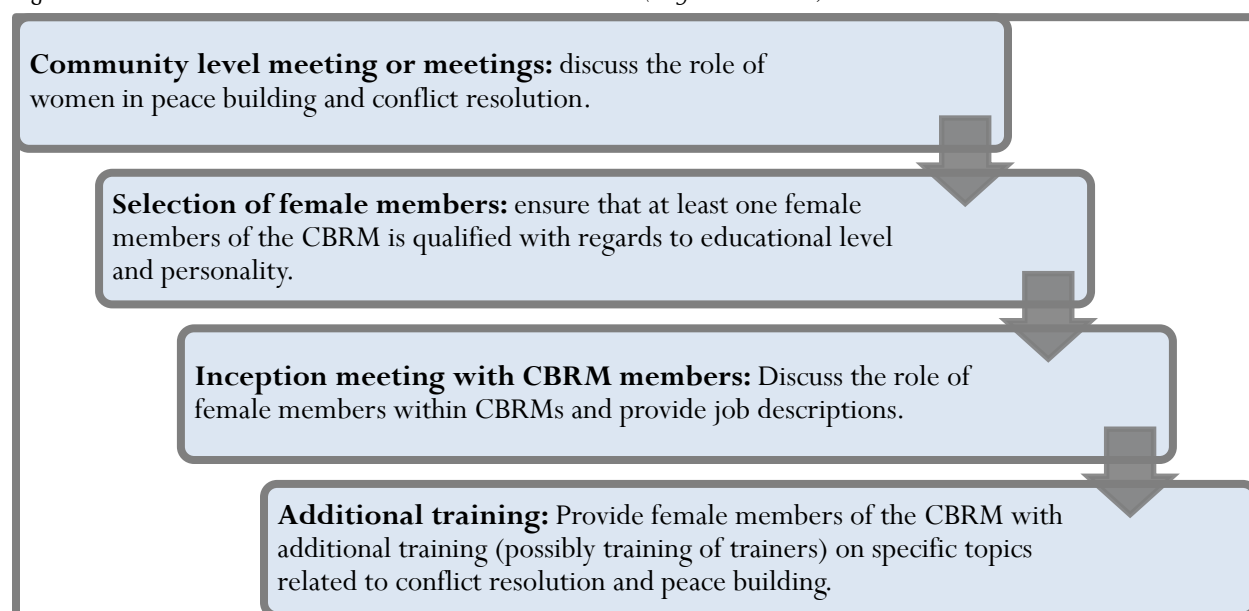 Community level meeting or meetings: discuss the role of
women in peace building and conflict resolution.
Selection of female members: ensure that at least one female
members of the CBRM is qualified with regards to educational level
and personality.
Inception meeting with CBRM members: Discuss the role of
female members within CBRMs and provide job descriptions.
Additional training: Provide female members of the CBRM with
additional training (possibly training of trainers) on specific topics
related to conflict resolution and peace building.